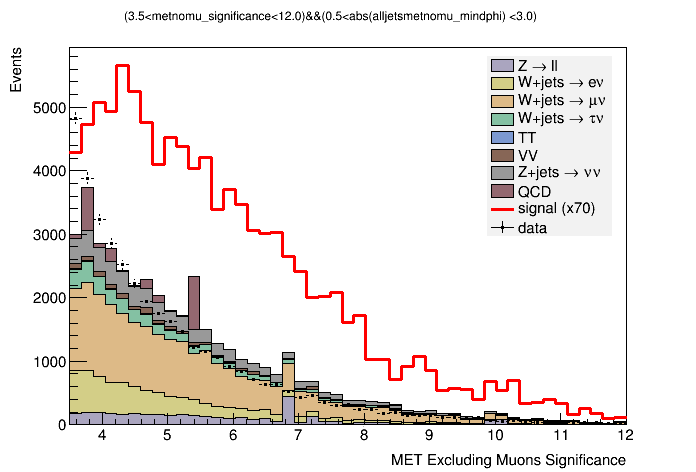 (3.5<metnomu_significance<12.0)&&(0.5<abs(alljetsmetnomu_mindphi) <3.0)
Events
5000
4000
3000
2000
1000
0
Z → ll
W+jets → eν
W+jets → μν
W+jets → τν
TT
VV
Z+jets → νν
QCD
signal (x70)
data
4 5 6 7 8 9 10 11 12
MET Excluding Muons Significance